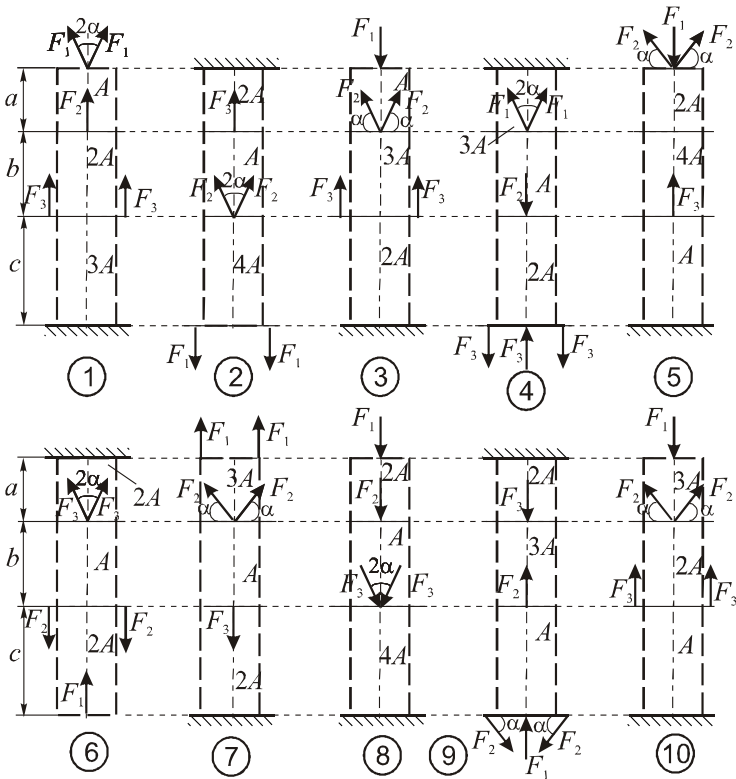 2α F₁ F₁ A F₂ 2A F₃ F₃ 3A
2A F₃ A F₂ 2α F₂ 4A F₁ F₁
F₁ A F₂ F₂ α α 3A F₃ F₃ 2A
2α F₁ F₁ 3A F₂ A 2A F₃ F₃ F₃
F₁ F₂ F₂ α α 2A 4A F₃ A
a
b
c
1 2 3 4 5
2α F₃ F₃ 2A A F₂ F₂ 2A F₁
F₁ F₁ 3A F₂ F₂ α α A F₃ 2A
F₁ 2A F₂ A 2α F₃ F₃ 4A
2A F₃ 3A F₂ A α α F₂ F₁ F₂
F₁ 3A F₂ F₂ α α 2A F₃ F₃ A
a
b
c
6 7 8 9 10